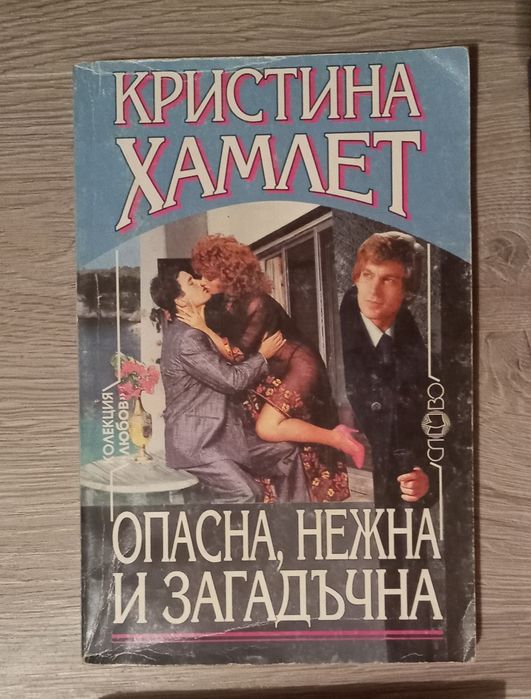 КРИСТИНА
ХАМЛЕТ
КОЛЕКЦИЯ
"ЛЮБОВ"
СЛОВО
ОПАСНА, НЕЖНА
И ЗАГАДЪЧНА